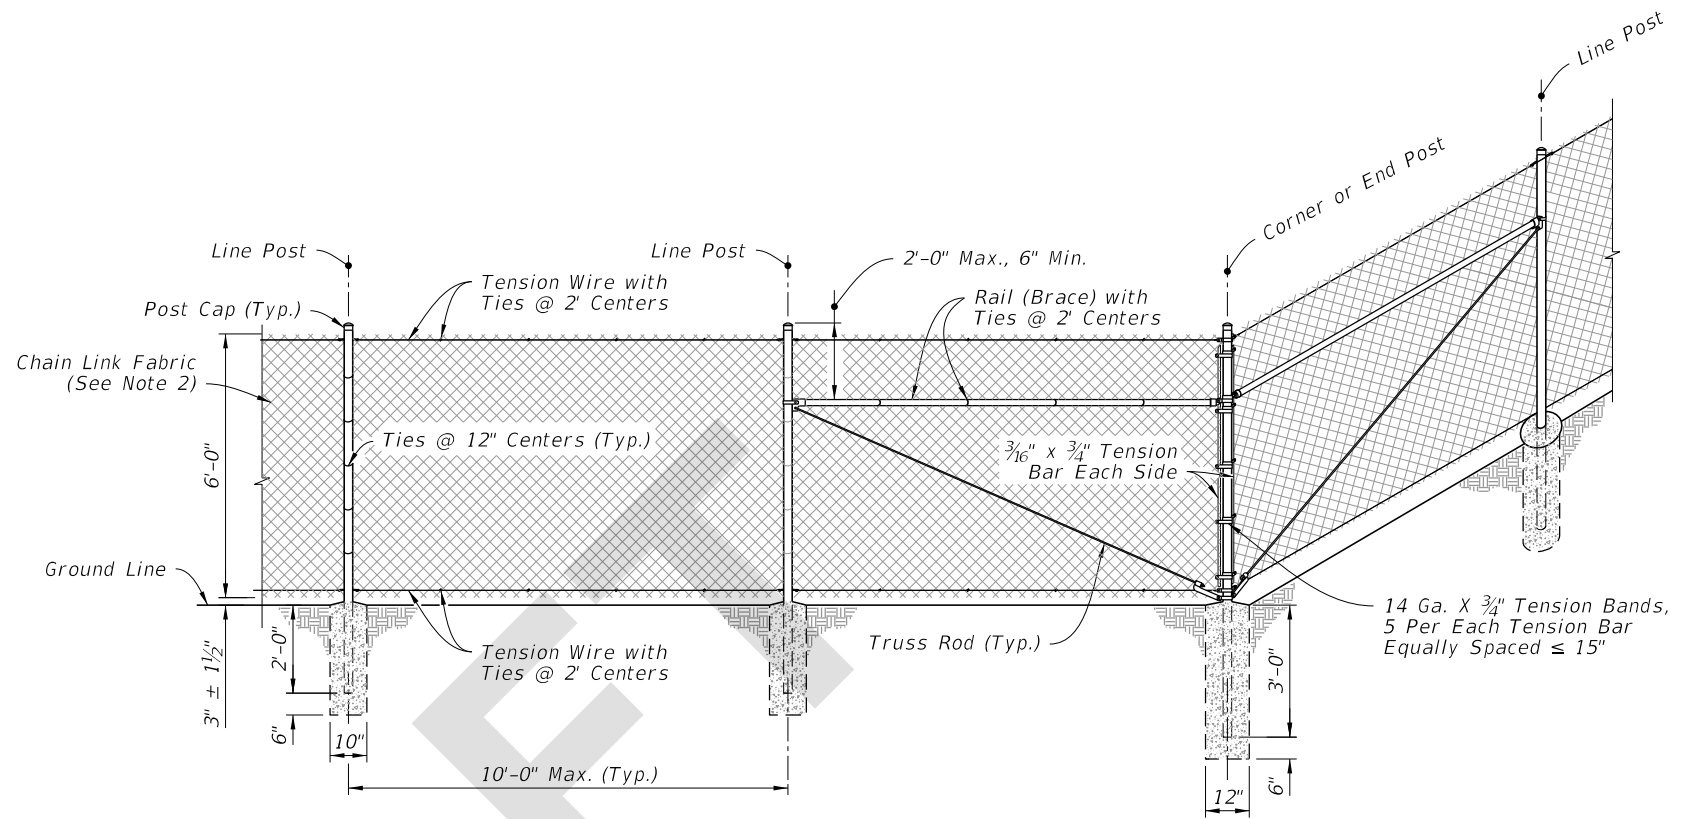 Line Post
Corner or End Post
Line Post
Line Post
2'-0" Max., 6" Min.
Tension Wire with
Ties @ 2' Centers
Rail (Brace) with
Ties @ 2' Centers
Post Cap (Typ.)
Chain Link Fabric
(See Note 2)
6'-0"
Ties @ 12" Centers (Typ.)
3/16" x 3/4" Tension
Bar Each Side
Ground Line
14 Ga. X 3/4" Tension Bands,
5 Per Each Tension Bar
Equally Spaced ≤ 15"
Truss Rod (Typ.)
Tension Wire with
Ties @ 2' Centers
3" ± 1½"
2'-0"
6"
10"
3'-0"
6"
12"
10'-0" Max. (Typ.)
FT